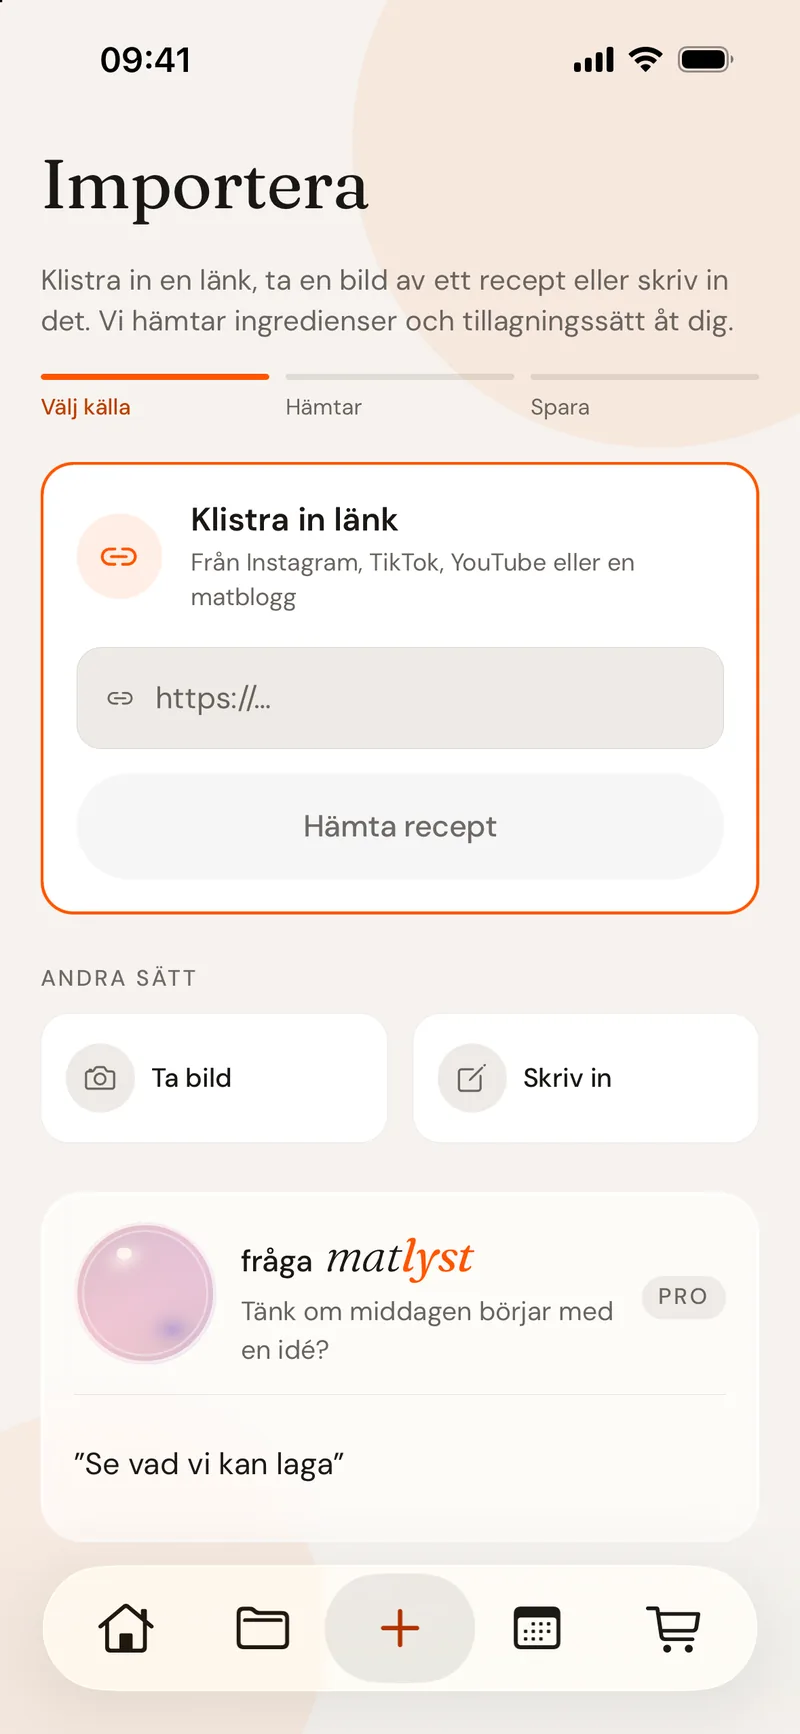 09:41
Importera
Klistra in en länk, ta en bild av ett recept eller skriv in
det. Vi hämtar ingredienser och tillagningssätt åt dig.
Välj källa
Hämtar
Spara
Klistra in länk
Från Instagram, TikTok, YouTube eller en
matblogg
https://...
Hämta recept
ANDRA SÄTT
Ta bild
Skriv in
fråga matlyst
Tänk om middagen börjar med
en idé?
PRO
”Se vad vi kan laga”